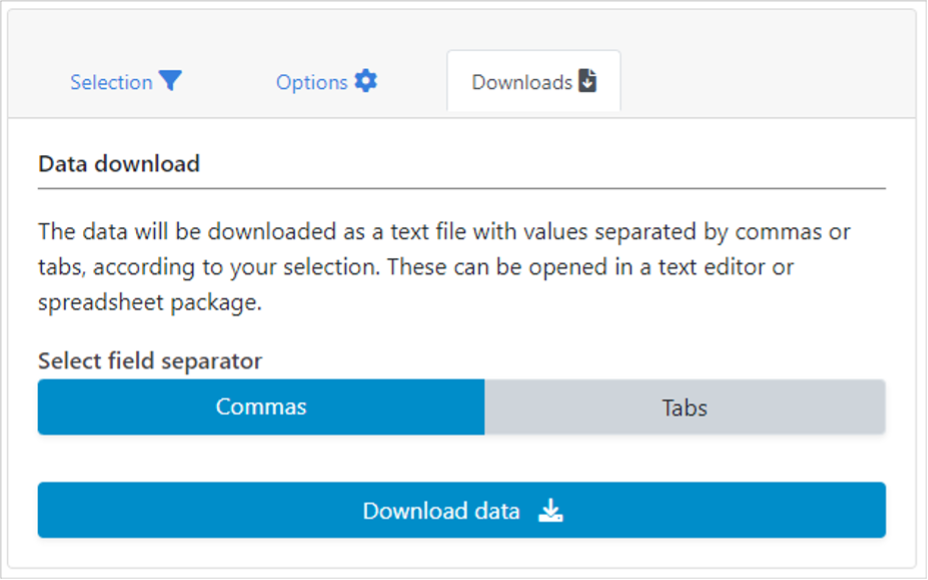 Selection
Options
Downloads
Data download
The data will be downloaded as a text file with values separated by commas or
tabs, according to your selection. These can be opened in a text editor or
spreadsheet package.
Select field separator
Commas
Tabs
Download data